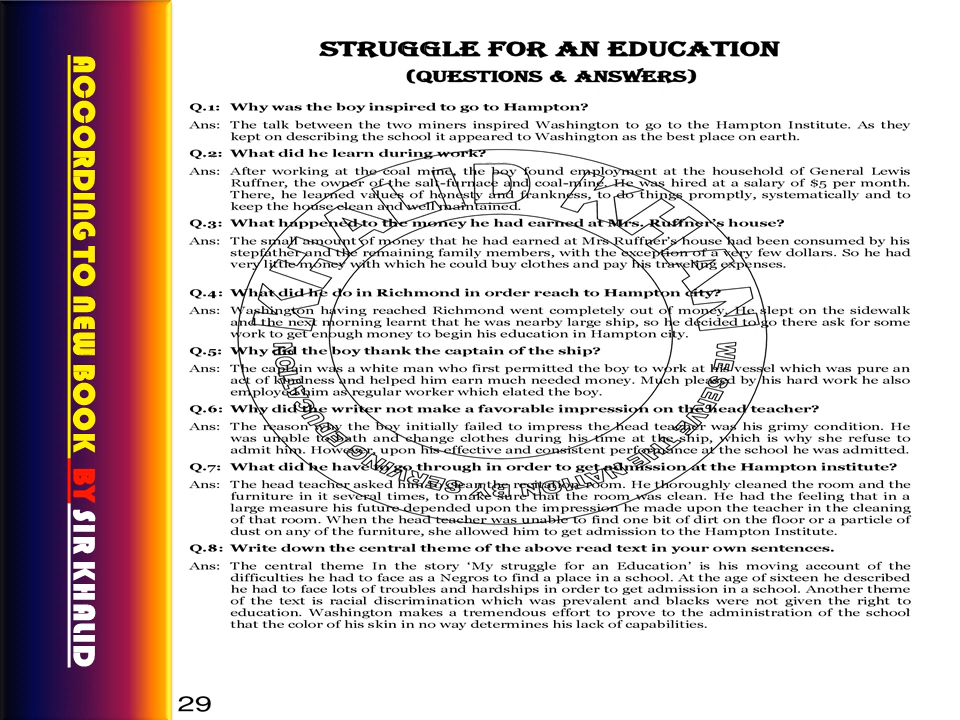 ACCORDING TO NEW BOOK BY SIR KHALID
STRUGGLE FOR AN EDUCATION
(QUESTIONS & ANSWERS)
Q.1: Why was the boy inspired to go to Hampton?
Ans: The talk between the two miners inspired Washington to go to the Hampton Institute. As they
kept on describing the school it appeared to Washington as the best place on earth.
Q.2: What did he learn during work?
Ans: After working at the coal mine, the boy found employment at the household of General Lewis
Ruffner, the owner of the salt-furnace and coal-mine. He was hired at a salary of $5 per month.
There, he learned values of honesty and frankness, to do things promptly, systematically and to
keep the house clean and well maintained.
Q.3: What happened to the money he had earned at Mrs. Ruffner's house?
Ans: The small amount of money that he had earned at Mrs Ruffner's house had been consumed by his
stepfather and the remaining family members, with the exception of a very few dollars. So he had
very little money with which he could buy clothes and pay his traveling expenses.
Q.4: What did he do in Richmond in order reach to Hampton city?
Ans: Washington having reached Richmond went completely out of money. He slept on the sidewalk
and the next morning learnt that he was nearby large ship, so he decided to go there ask for some
work to get enough money to begin his education in Hampton city.
Q.5: Why did the boy thank the captain of the ship?
Ans: The captain was a white man who first permitted the boy to work at his vessel which was pure an
act of kindness and helped him earn much needed money. Much pleased by his hard work he also
employed him as regular worker which elated the boy.
Q.6: Why did the writer not make a favorable impression on the head teacher?
Ans: The reason why the boy initially failed to impress the head teacher was his grimy condition. He
was unable to bath and change clothes during his time at the ship, which is why she refuse to
admit him. However, upon his effective and consistent performance at the school he was admitted.
Q.7: What did he have to go through in order to get admission at the Hampton institute?
Ans: The head teacher asked him to clean the recitation room. He thoroughly cleaned the room and the
furniture in it several times, to make sure that the room was clean. He had the feeling that in a
large measure his future depended upon the impression he made upon the teacher in the cleaning
of that room. When the head teacher was unable to find one bit of dirt on the floor or a particle of
dust on any of the furniture, she allowed him to get admission to the Hampton Institute.
Q.8: Write down the central theme of the above read text in your own sentences.
Ans: The central theme In the story ‘My struggle for an Education’ is his moving account of the
difficulties he had to face as a Negros to find a place in a school. At the age of sixteen he described
he had to face lots of troubles and hardships in order to get admission in a school. Another theme
of the text is racial discrimination which was prevalent and blacks were not given the right to
education. Washington makes a tremendous effort to prove to the administration of the school
that the color of his skin in no way determines his lack of capabilities.
WE SERVE THE NATION BY SERVING EDUCATION
29